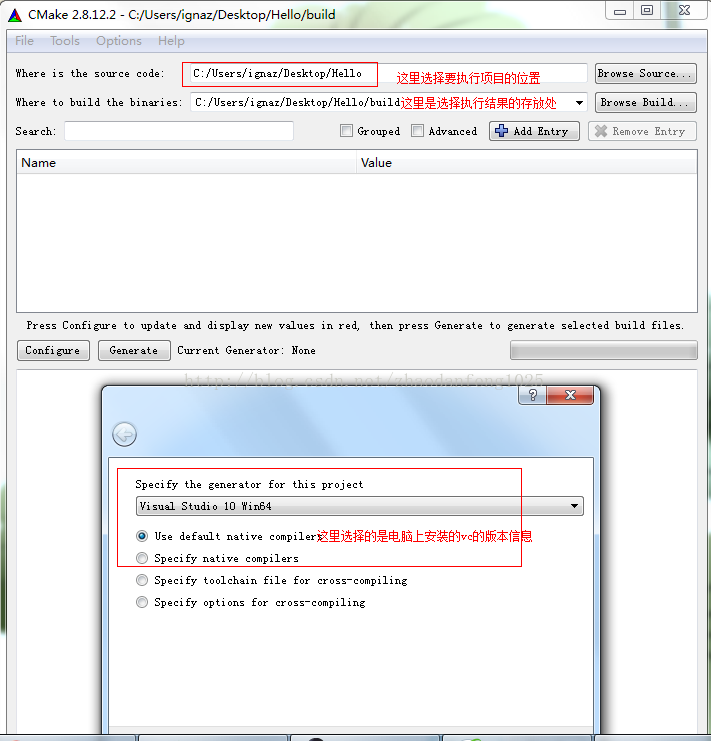 CMake 2.8.12.2 - C:/Users/ignaz/Desktop/Hello/build
File Tools Options Help
Where is the source code: C:/Users/ignaz/Desktop/Hello 这里选择要执行项目的位置 Browse Source...
Where to build the binaries: C:/Users/ignaz/Desktop/Hello/build这里是选择执行结果的存放处 Browse Build...
Search: Grouped Advanced Add Entry Remove Entry
Name Value
Press Configure to update and display new values in red, then press Generate to generate selected build files.
Configure Generate Current Generator: None
http://blog.csdn.net/zhaodanfeng1025
?
Specify the generator for this project
Visual Studio 10 Win64
Use default native compilers这里选择的是电脑上安装的vc的版本信息
Specify native compilers
Specify toolchain file for cross-compiling
Specify options for cross-compiling